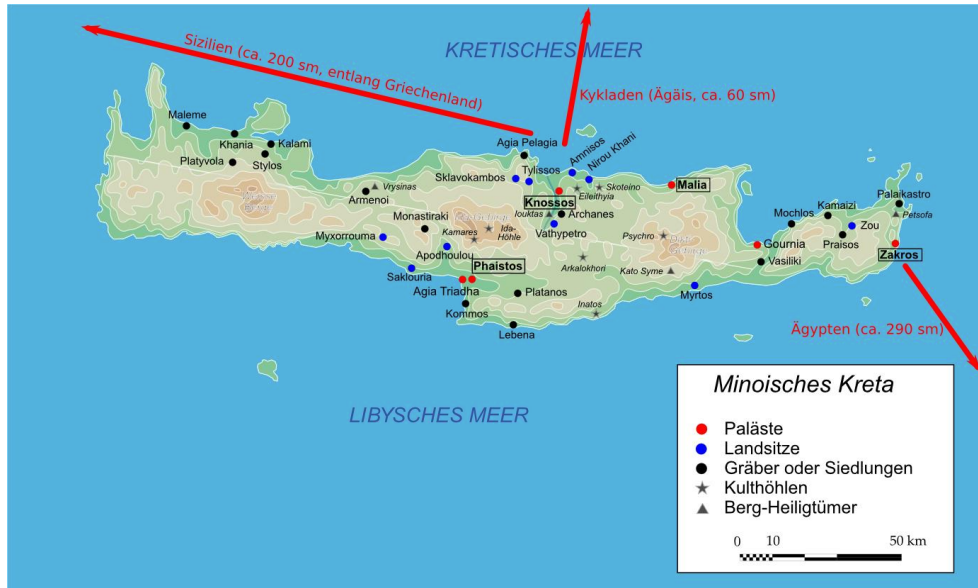 Sizilien (ca. 200 sm, entlang Griechenland)
KRETISCHES MEER
Kykladen (Ägäis, ca. 60 sm)
Maleme
Khania
Kalami
Platyvola
Stylos
Agia Pelagia
Amnisos
Nirou Khani
Tylissos
Sklavokambos
Skoteino
Eileithyia
Malia
Vrysinas
Armenoi
Knossos
Iouktas
Archanes
Vathypetro
Monastiraki
Kamares
Ida-
Höhle
Myxorrouma
Apodhoulou
Psychro
Arkalokhori
Kato Syme
Palaikastro
Kamaizi
Petsofa
Mochlos
Zou
Praisos
Gournia
Vasiliki
Zakros
Saklouria
Phaistos
Agia Triadha
Platanos
Inatos
Myrtos
Kommos
Lebena
Ägypten (ca. 290 sm)
LIBYSCHES MEER
Minoisches Kreta
Paläste
Landsitze
Gräber oder Siedlungen
Kulthöhlen
Berg-Heiligtümer
0 10 50 km